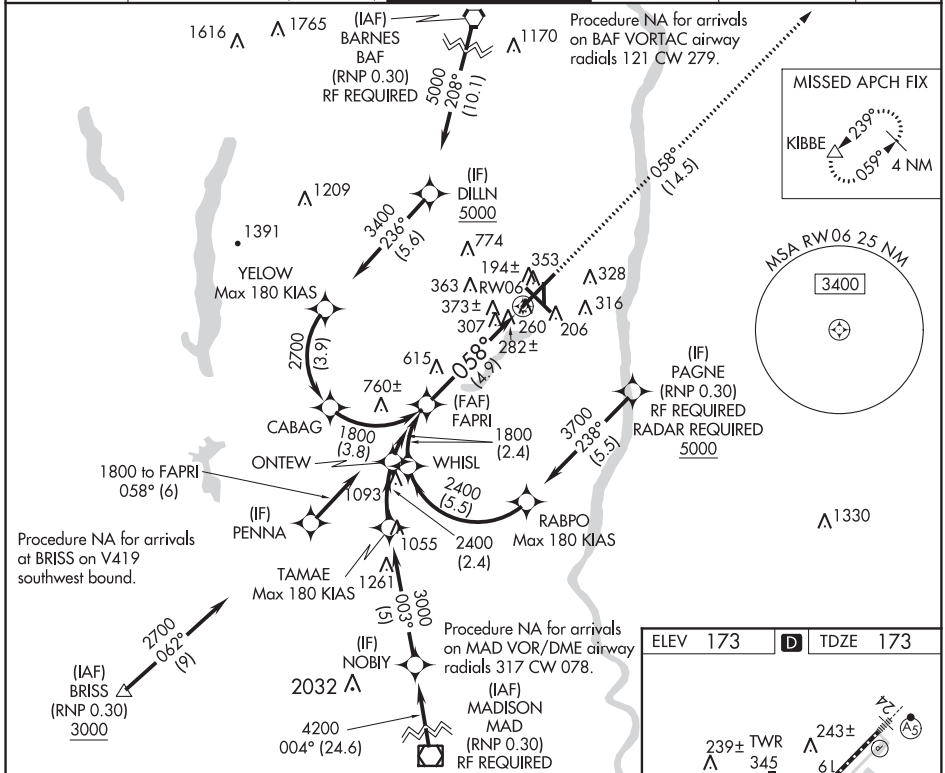 1616
1765
(IAF)
BARNES
BAF
(RNP 0.30)
RF REQUIRED
1170
Procedure NA for arrivals
on BAF VORTAC airway
radials 121 CW 279.
5000
208°
(10.1)
MISSED APCH FIX
KIBBE
239°
059°
4 NM
058°
(14.5)
(IF)
DILLN
5000
1209
1391
3400
236°
(5.6)
774
YELOW
Max 180 KIAS
194±
353
363
RW06
328
373±
316
307
260
206
282±
MSA RW06 25 NM
3400
2700
(3.9)
615
058°
(4.9)
760±
(FAF)
FAPRI
(IF)
PAGNE
(RNP 0.30)
RF REQUIRED
RADAR REQUIRED
5000
3700
238°
(5.5)
CABAG
1800
(3.8)
1800
(2.4)
ONTEW
WHISL
1800 to FAPRI
058° (6)
1093
2400
(5.5)
(IF)
PENNA
RABPO
Max 180 KIAS
1330
1055
2400
(2.4)
Procedure NA for arrivals
at BRISS on V419
southwest bound.
TAMAE
Max 180 KIAS
1261
3000
003°
(5)
2700
062°
(9)
(IF)
NOBIY
Procedure NA for arrivals
on MAD VOR/DME airway
radials 317 CW 078.
(IAF)
BRISS
(RNP 0.30)
3000
2032
(IAF)
MADISON
MAD
(RNP 0.30)
RF REQUIRED
4200
004° (24.6)
ELEV 173
D
TDZE 173
24
A5
P
243±
239±
TWR
345
6L